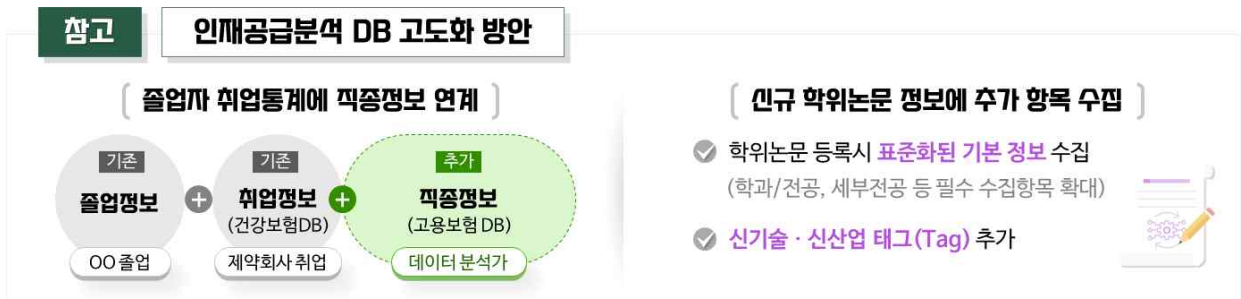 참고
인재공급분석 DB 고도화 방안
졸업자 취업통계에 직종정보 연계
기존
졸업정보
OO 졸업
+
기존
취업정보
(건강보험DB)
제약회사 취업
+
추가
직종정보
(고용보험 DB)
데이터 분석가
신규 학위논문 정보에 추가 항목 수집
학위논문 등록시 표준화된 기본 정보 수집
(학과/전공, 세부전공 등 필수 수집항목 확대)
신기술 · 신산업 태그(Tag) 추가